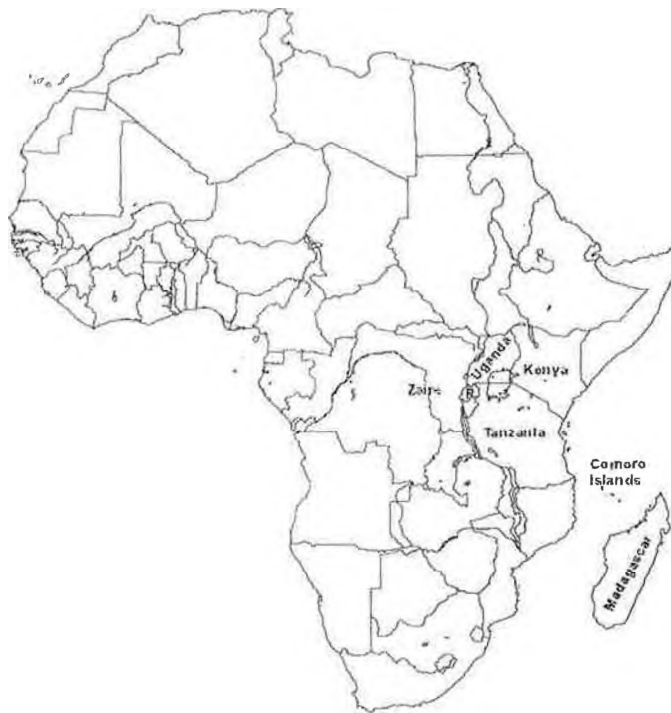 Uganda
Kenya
Zaire
R
Tanzania
Comoro
Islands
Madagascar